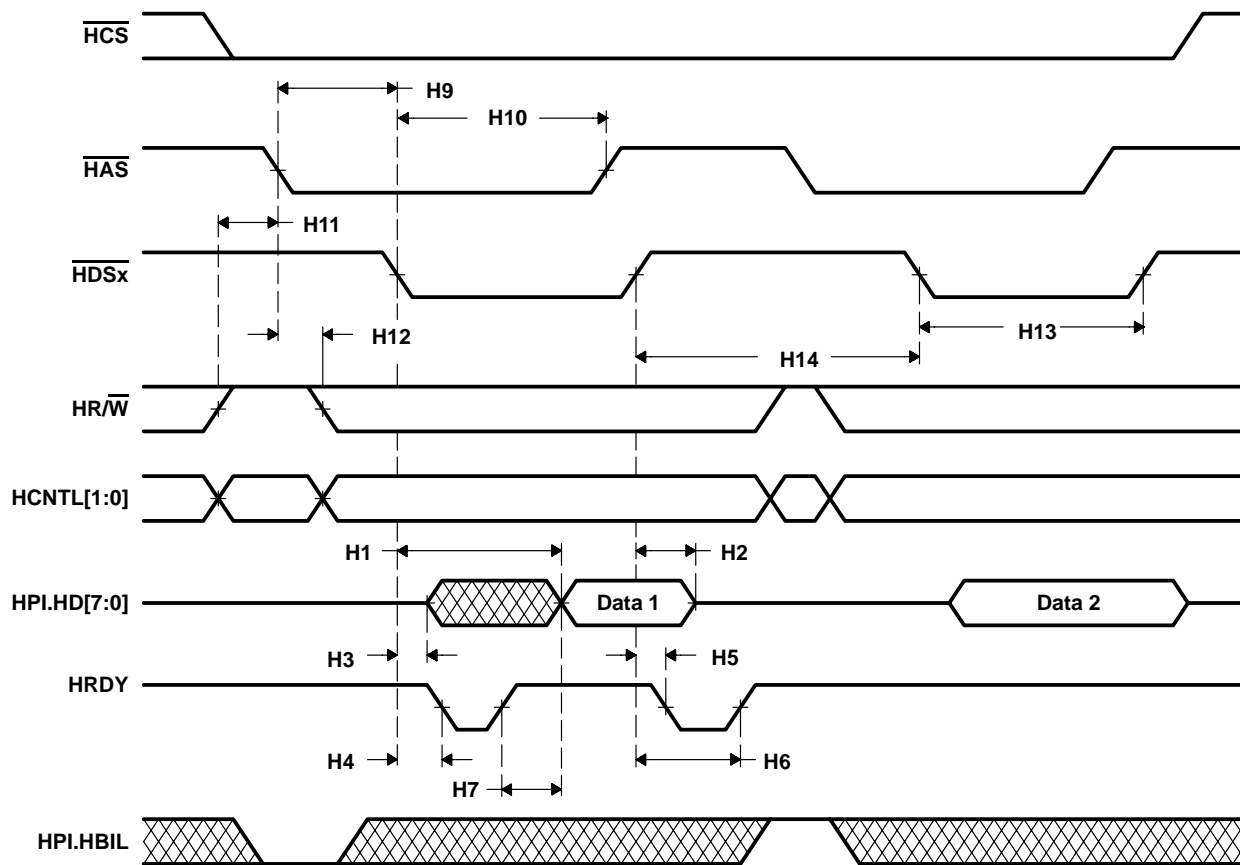 HCS
H9
H10
HAS
H11
HDSx
H12
H13
H14
HR/W
HCNTL[1:0]
H1
H2
HPI.HD[7:0]
Data 1
Data 2
H3
H5
HRDY
H4
H6
H7
HPI.HBIL